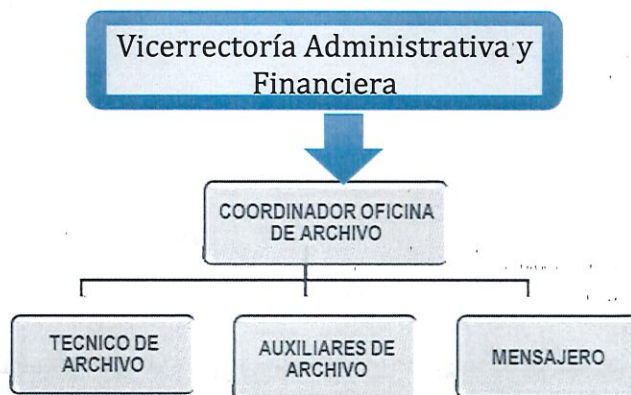 Vicerrectoría Administrativa y
Financiera
COORDINADOR OFICINA
DE ARCHIVO
TECNICO DE
ARCHIVO
AUXILIARES DE
ARCHIVO
MENSAJERO